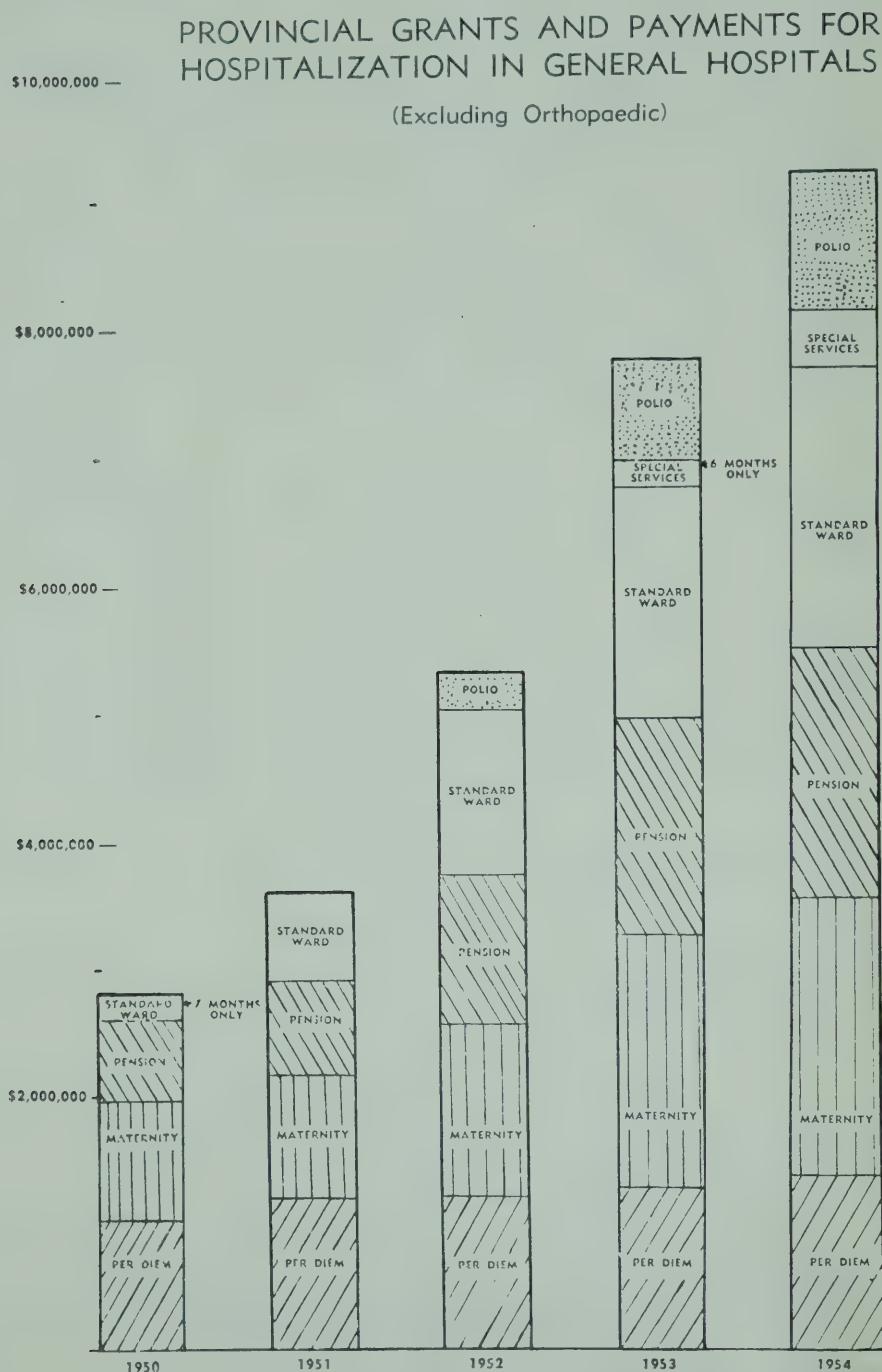 PROVINCIAL GRANTS AND PAYMENTS FOR
HOSPITALIZATION IN GENERAL HOSPITALS
(Excluding Orthopaedic)
$10,000,000
$8,000,000
$6,000,000
$4,000,000
$2,000,000
STANDARD
WARD
7 MONTHS
ONLY
PENSION
MATERNITY
PER DIEM
1950
STANDARD
WARD
PENSION
MATERNITY
PER DIEM
1951
POLIO
STANDARD
WARD
PENSION
MATERNITY
PER DIEM
1952
POLIO
SPECIAL
SERVICES
6 MONTHS
ONLY
STANDARD
WARD
PENSION
MATERNITY
PER DIEM
1953
POLIO
SPECIAL
SERVICES
STANDARD
WARD
PENSION
MATERNITY
PER DIEM
1954